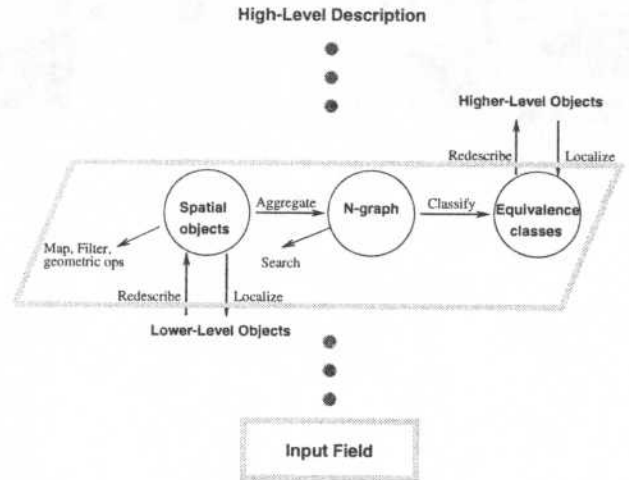 High-Level Description
Higher-Level Objects
Redescribe
Localize
Spatial
objects
Aggregate
N-graph
Classify
Equivalence
classes
Map, Filter,
geometric ops
Search
Redescribe
Localize
Lower-Level Objects
Input Field